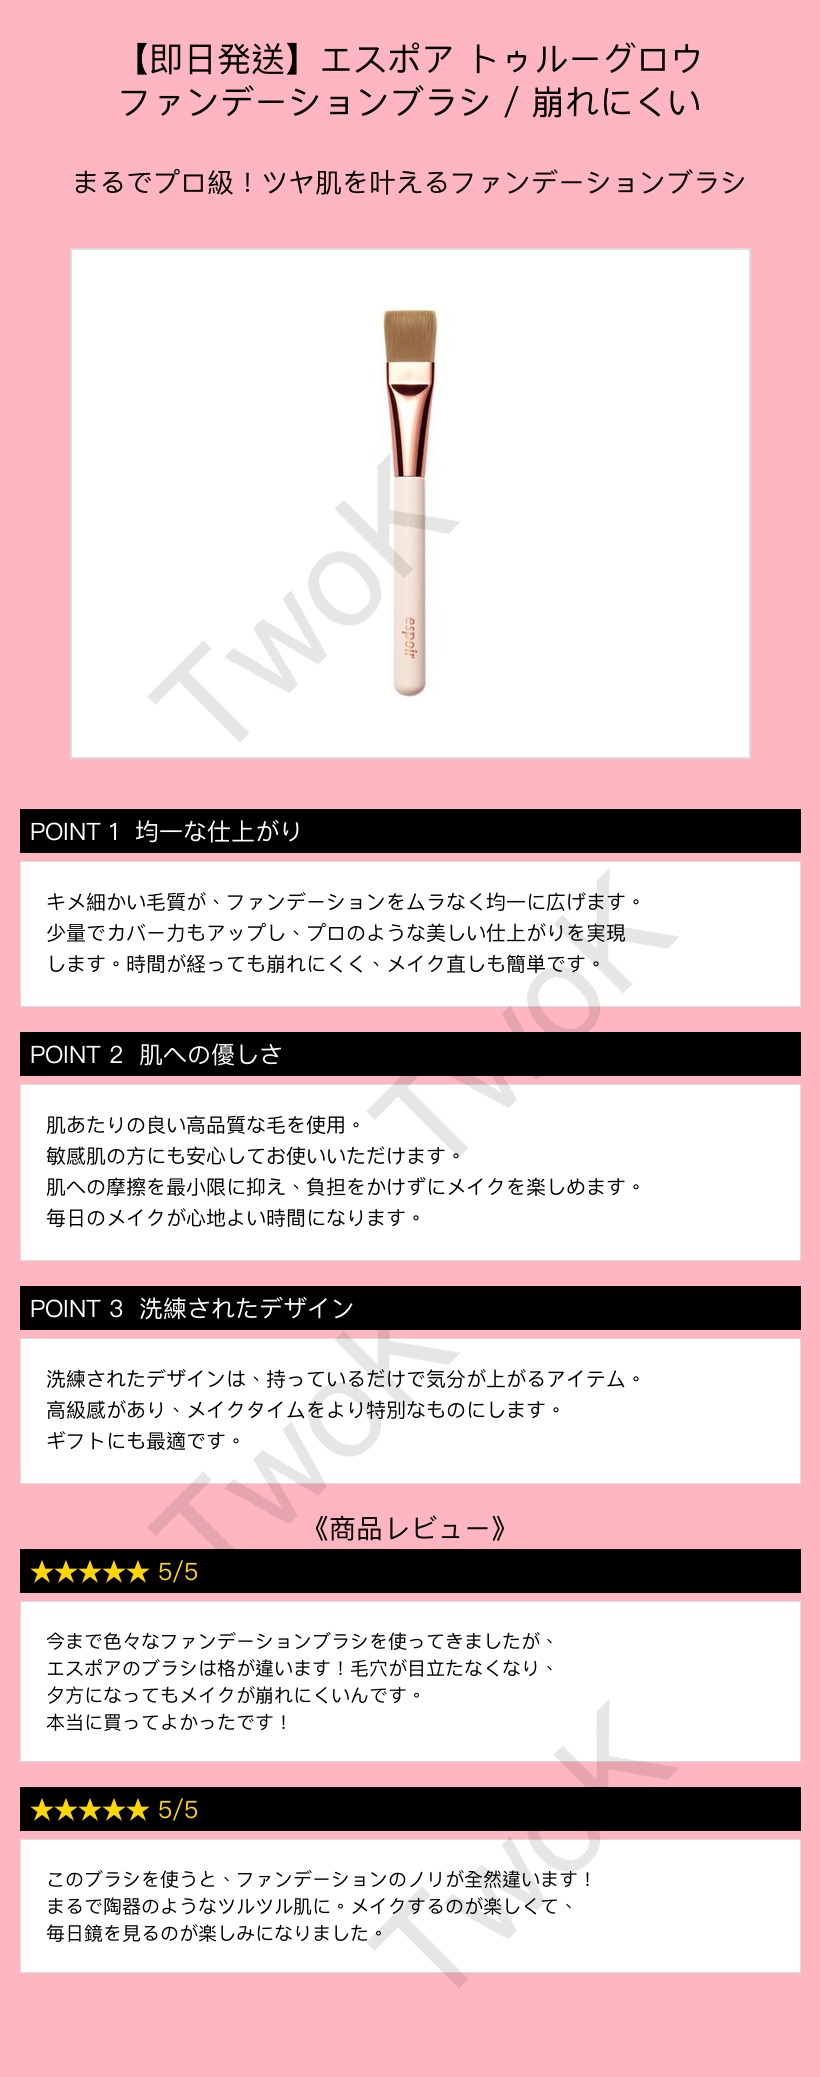 【即日発送】エスポア トゥルーグロウ
ファンデーションブラシ / 崩れにくい
まるでプロ級！ツヤ肌を叶えるファンデーションブラシ
espoir
TwoK
POINT 1 均一な仕上がり
キメ細かい毛質が、ファンデーションをムラなく均一に広げます。
少量でカバー力もアップし、プロのような美しい仕上がりを実現
します。時間が経っても崩れにくく、メイク直しも簡単です。
TwoK
POINT 2 肌への優しさ
肌あたりの良い高品質な毛を使用。
敏感肌の方にも安心してお使いいただけます。
肌への摩擦を最小限に抑え、負担をかけずにメイクを楽しめます。
毎日のメイクが心地よい時間になります。
POINT 3 洗練されたデザイン
洗練されたデザインは、持っているだけで気分が上がるアイテム。
高級感があり、メイクタイムをより特別なものにします。
ギフトにも最適です。
TwoK
《商品レビュー》
★★★★★ 5/5
今まで色々なファンデーションブラシを使ってきましたが、
エスポアのブラシは格が違います！毛穴が目立たなくなり、
夕方になってもメイクが崩れにくいんです。
本当に買ってよかったです！
★★★★★ 5/5
このブラシを使うと、ファンデーションのノリが全然違います！
まるで陶器のようなツルツル肌に。メイクするのが楽しくて、
毎日鏡を見るのが楽しみになりました。
TwoK